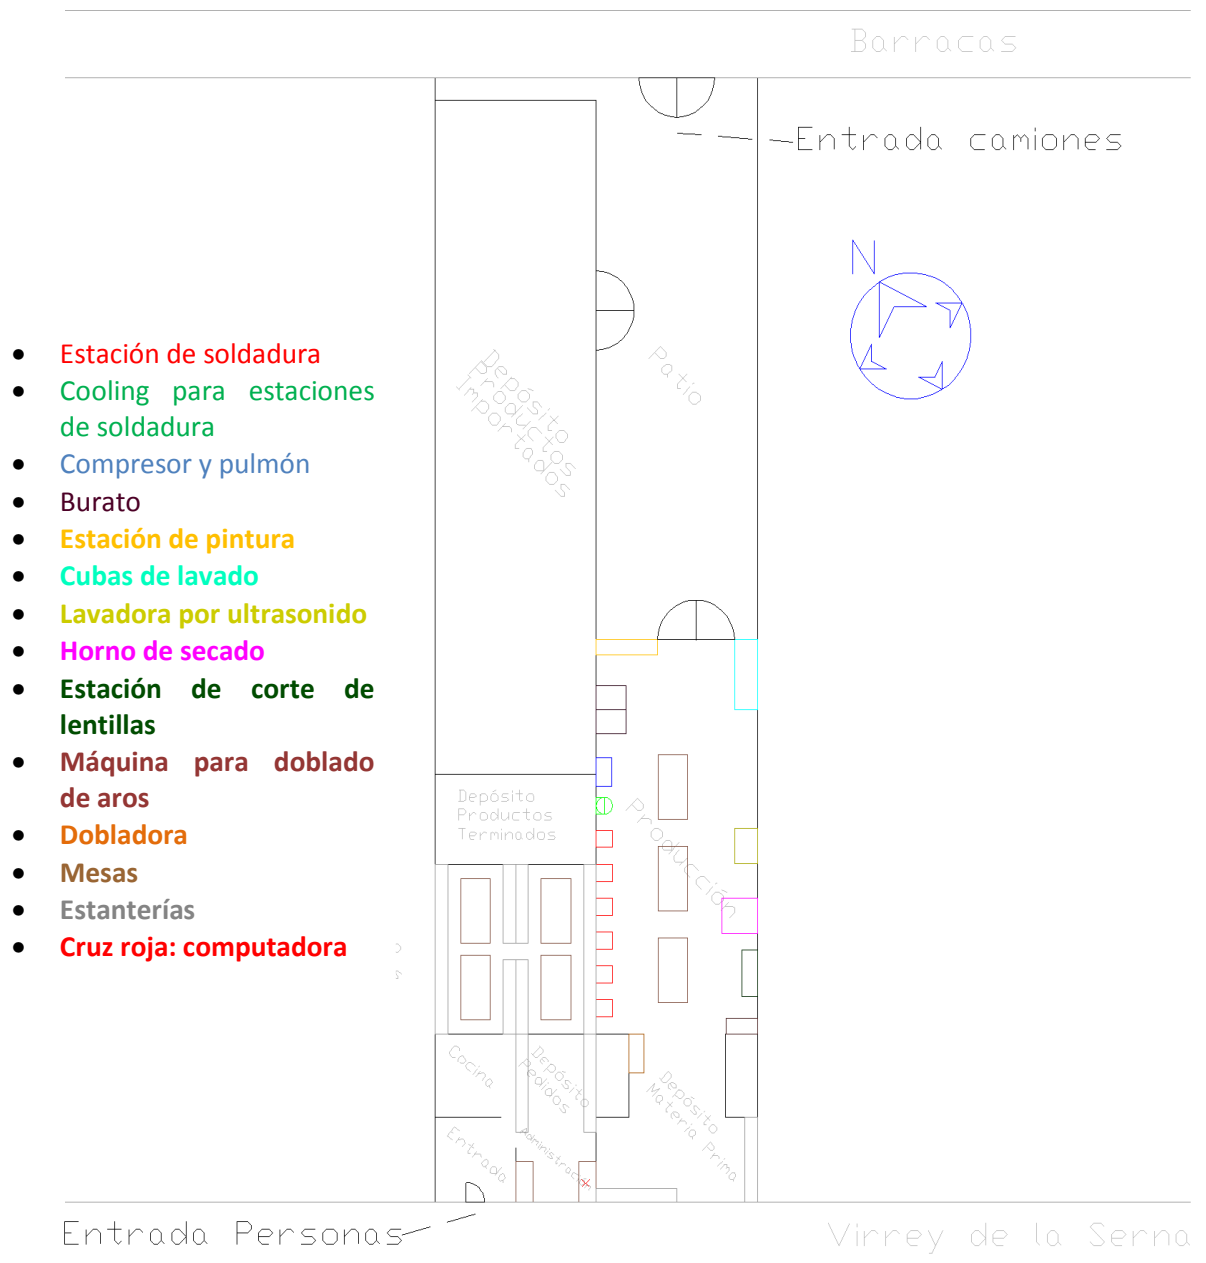 Barracas
Entrada camiones
N
Estación de soldadura
Cooling para estaciones
de soldadura
Compresor y pulmón
Burato
Estación de pintura
Cubas de lavado
Lavadora por ultrasonido
Horno de secado
Estación de corte de
lentillas
Máquina para doblado
de aros
Dobladora
Mesas
Estanterías
Cruz roja: computadora
Depósito
Productos
Importados
Patio
Depósito
Productos
Terminados
Producción
Cocina
Depósito
Pedidos
Depósito
Materia Prima
Entrada
Administración
Entrada Personas
Virrey de la Serna